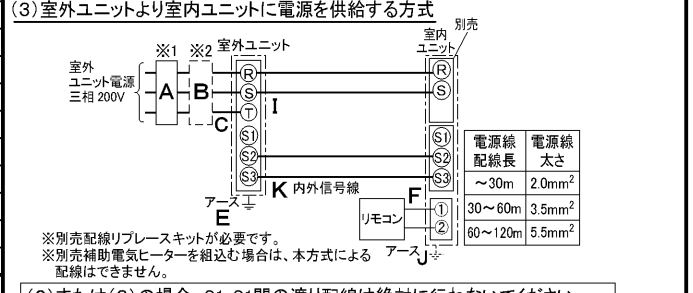 (3)室外ユニットより室内ユニットに電源を供給する方式
※1 ※2 室外ユニット 室内ユニット 別売
室外
ユニット電源
三相 200V
A B C
R
S
T
S1
S2
S3
I
R
S
S1
S2
S3
K 内外信号線
アース
E
F
リモコン
①
②
アース J
電源線配線長 電源線太さ
～30m 2.0mm²
30～60m 3.5mm²
60～120m 5.5mm²
※別売配線リプレースキットが必要です。
※別売補助電気ヒーターを組込む場合は、本方式による
配線はできません。